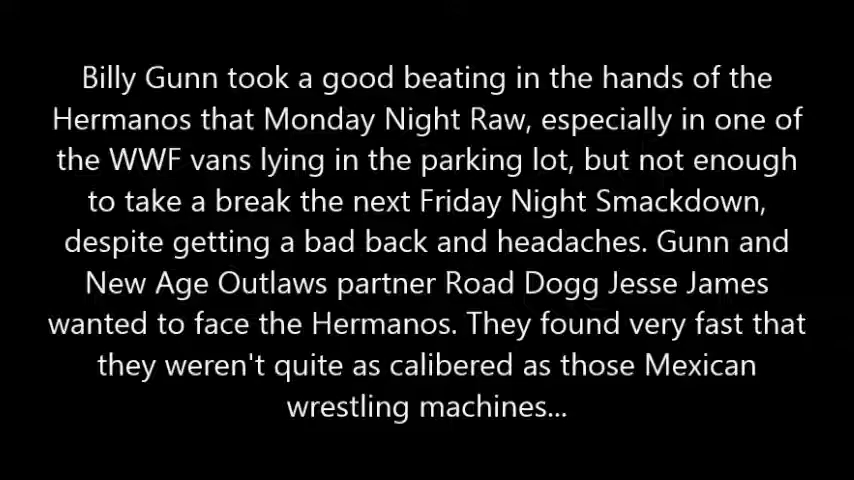 Billy Gunn took a good beating in the hands of the
Hermanos that Monday Night Raw, especially in one of
the WWF vans lying in the parking lot, but not enough
to take a break the next Friday Night Smackdown,
despite getting a bad back and headaches. Gunn and
New Age Outlaws partner Road Dogg Jesse James
wanted to face the Hermanos. They found very fast that
they weren't quite as calibered as those Mexican
wrestling machines...